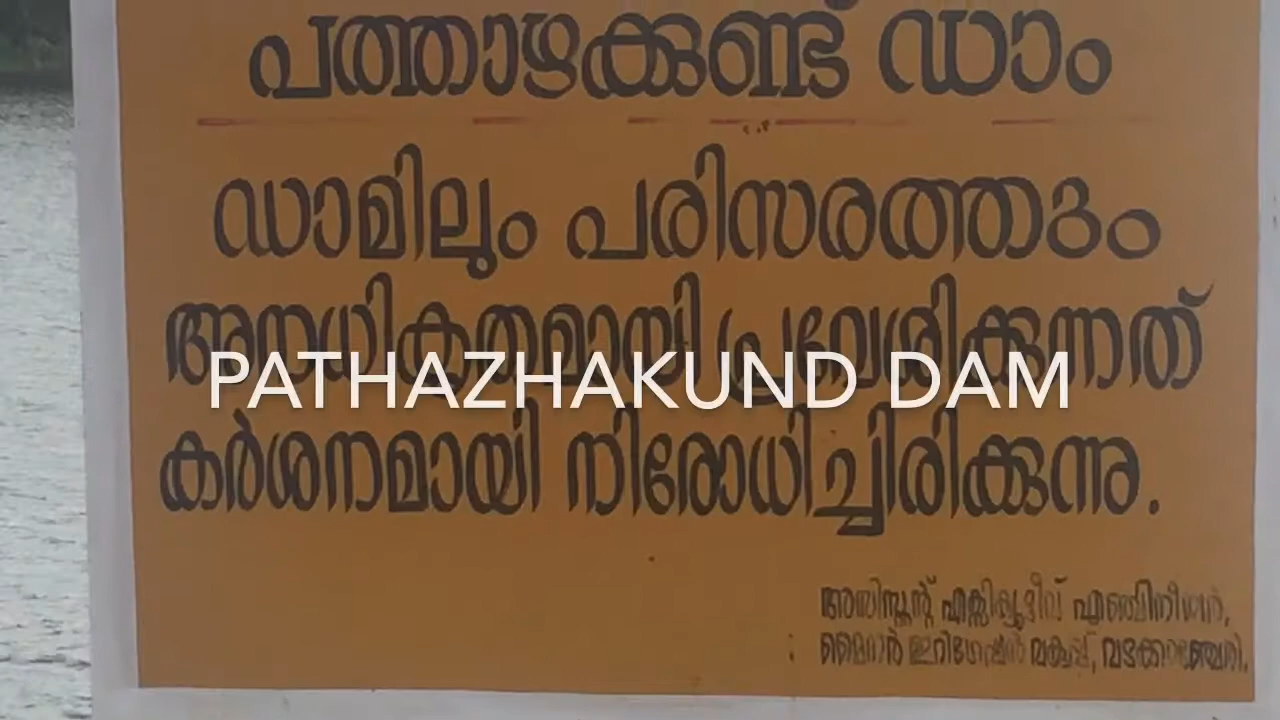 പത്താഴക്കുണ്ട് ഡാം
ഡാമിലും പരിസരത്തും
അനധികൃതമായി പ്രവേശിക്കുന്നത്
PATHAZHAKUND DAM
കർശനമായി നിരോധിച്ചിരിക്കുന്നു.
അസിസ്റ്റന്റ് എക്സിക്യൂട്ടീവ് എഞ്ചിനീയർ,
മൈനർ ഇറിഗേഷൻ വകുപ്പ്, വടക്കാഞ്ചേരി.